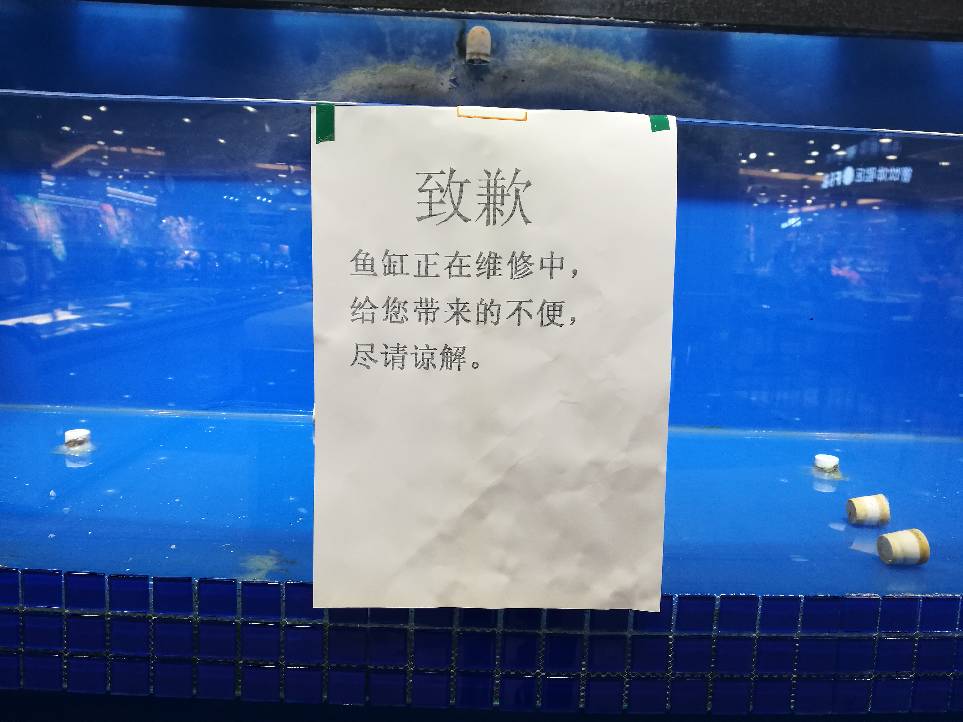 致歉
鱼缸正在维修中，
给您带来的不便，
尽请谅解。